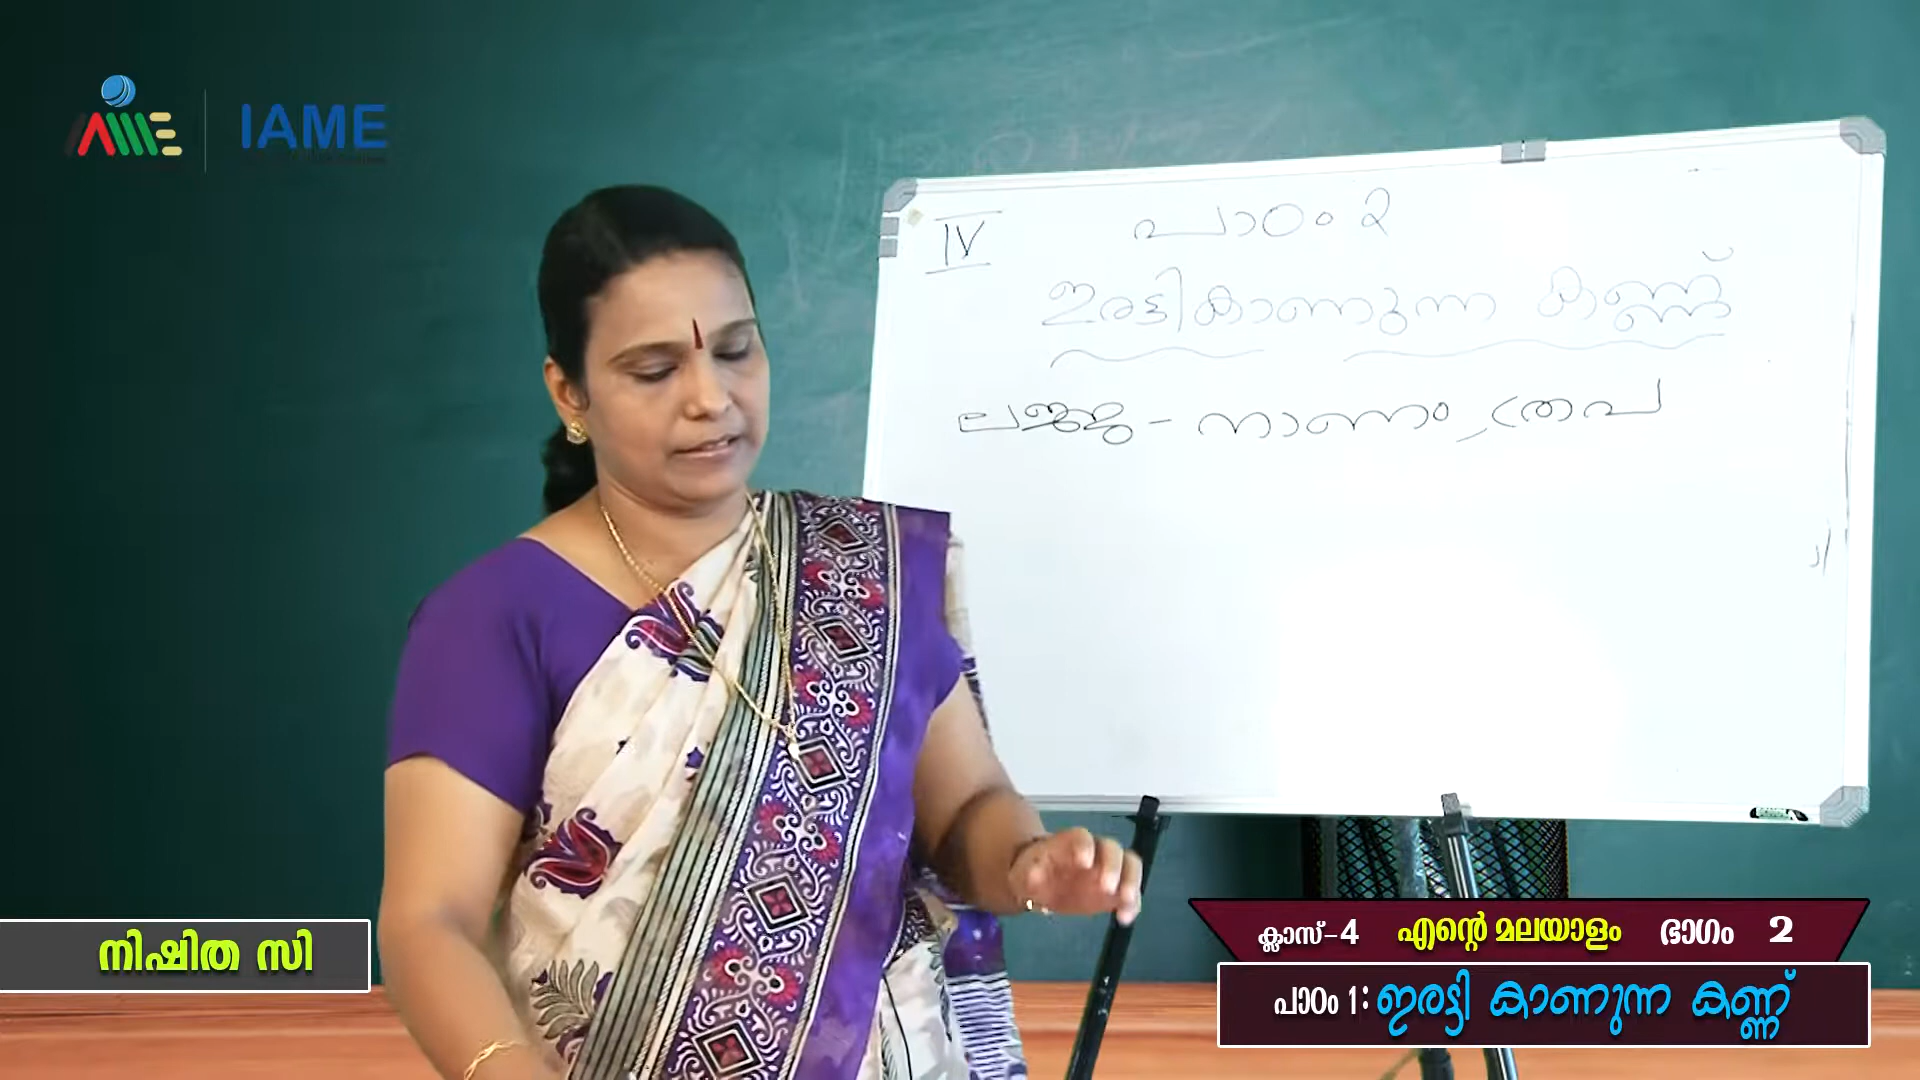 IAME
IV
പാഠം ２
ഇരട്ടി കാണുന്ന കണ്ണ്
ലജ്ജ - നാണം, ത്രപ
നിഷിത സി
ക്ലാസ്-4 എന്റെ മലയാളം ഭാഗം 2
പാഠം 1: ഇരട്ടി കാണുന്ന കണ്ണ്